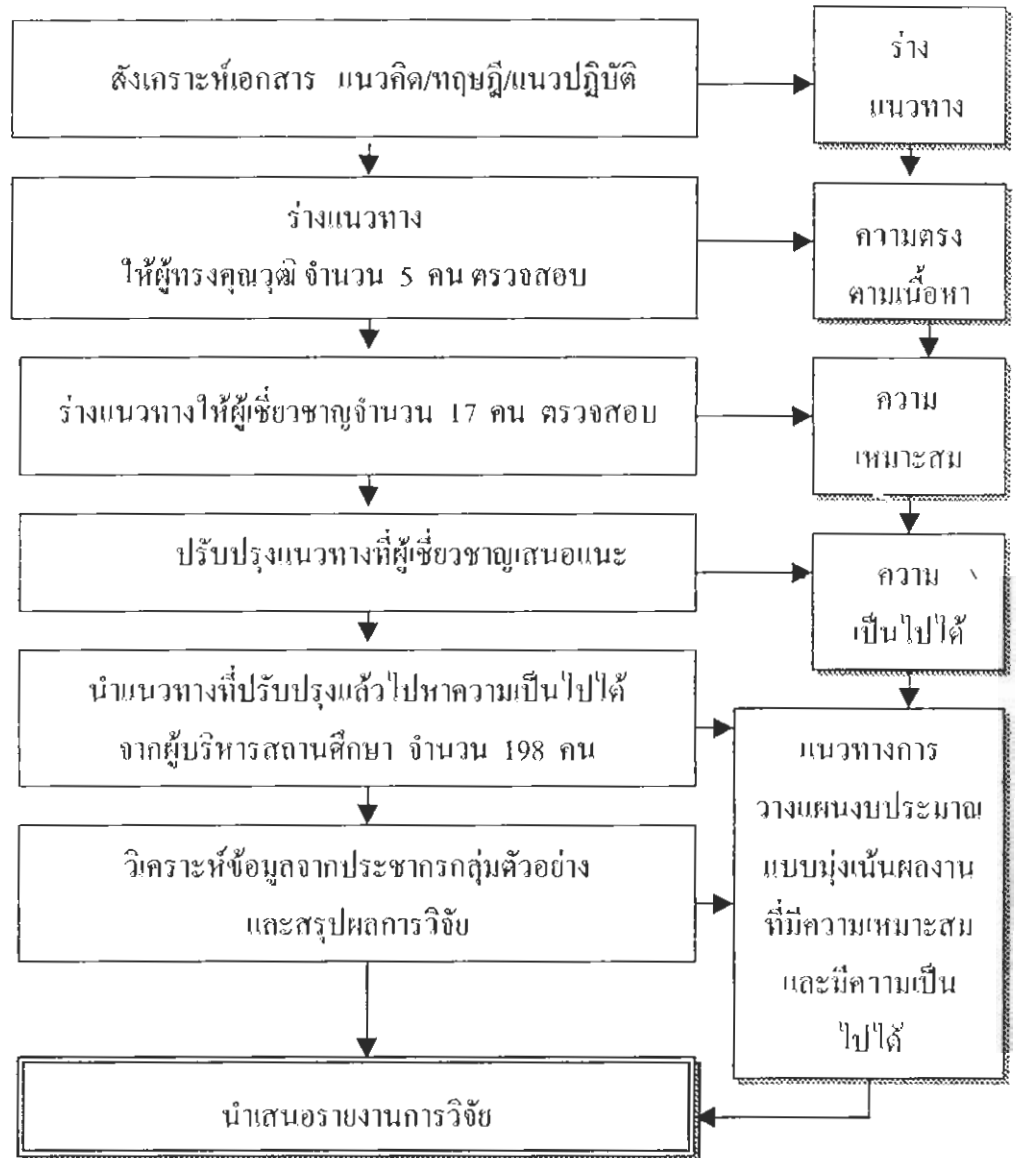 สังเคราะห์เอกสาร แนวคิด/ทฤษฎี/แนวปฏิบัติ
ร่าง
แนวทาง
ร่างแนวทาง
ให้ผู้ทรงคุณวุฒิ จำนวน 5 คน ตรวจสอบ
ความตรง
ตามเนื้อหา
ร่างแนวทางให้ผู้เชี่ยวชาญจำนวน 17 คน ตรวจสอบ
ความ
เหมาะสม
ปรับปรุงแนวทางที่ผู้เชี่ยวชาญเสนอแนะ
ความ
เป็นไปได้
นำแนวทางที่ปรับปรุงแล้วไปหาความเป็นไปได้
จากผู้บริหารสถานศึกษา จำนวน 198 คน
วิเคราะห์ข้อมูลจากประชากรกลุ่มตัวอย่าง
และสรุปผลการวิจัย
แนวทางการ
วางแผนงบประมาณ
แบบมุ่งเน้นผลงาน
ที่มีความเหมาะสม
และมีความเป็น
ไปได้
นำเสนอรายงานการวิจัย